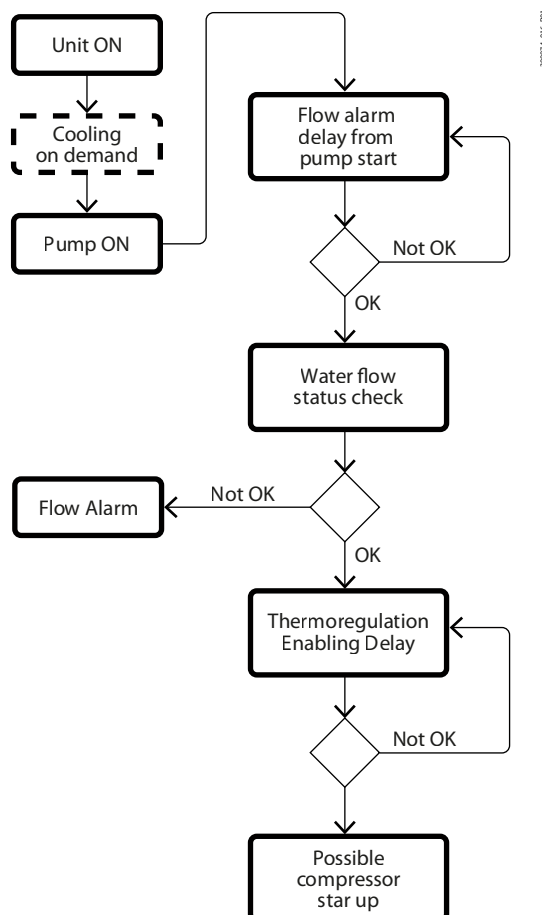 Unit ON
Cooling
on demand
Pump ON
Flow alarm
delay from
pump start
Not OK
OK
Water flow
status check
Not OK
Flow Alarm
OK
Thermoregulation
Enabling Delay
Not OK
Possible
compressor
star up